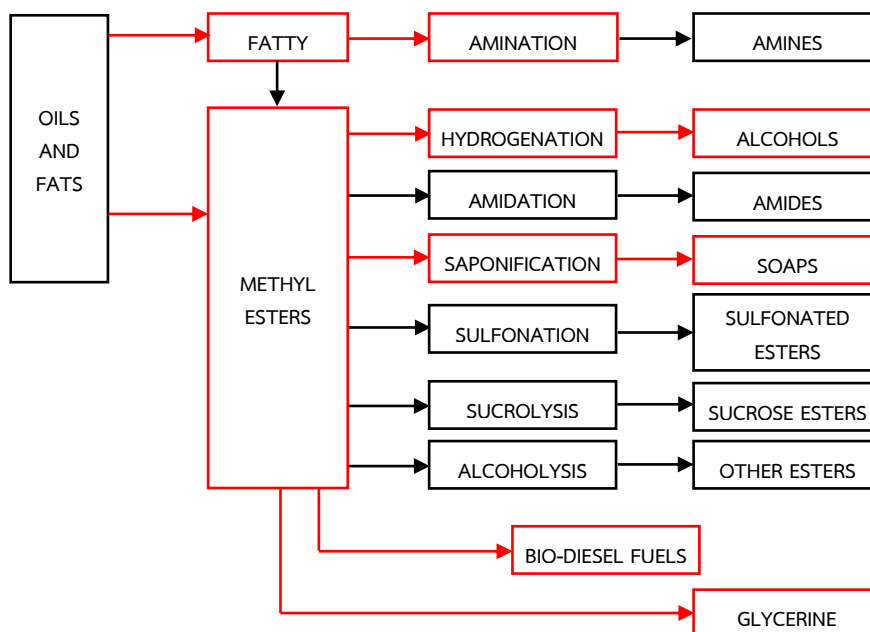 OILS
AND
FATS
FATTY
AMINATION
AMINES
HYDROGENATION
ALCOHOLS
AMIDATION
AMIDES
METHYL
ESTERS
SAPONIFICATION
SOAPS
SULFONATION
SULFONATED
ESTERS
SUCROLYSIS
SUCROSE ESTERS
ALCOHOLYSIS
OTHER ESTERS
BIO-DIESEL FUELS
GLYCERINE